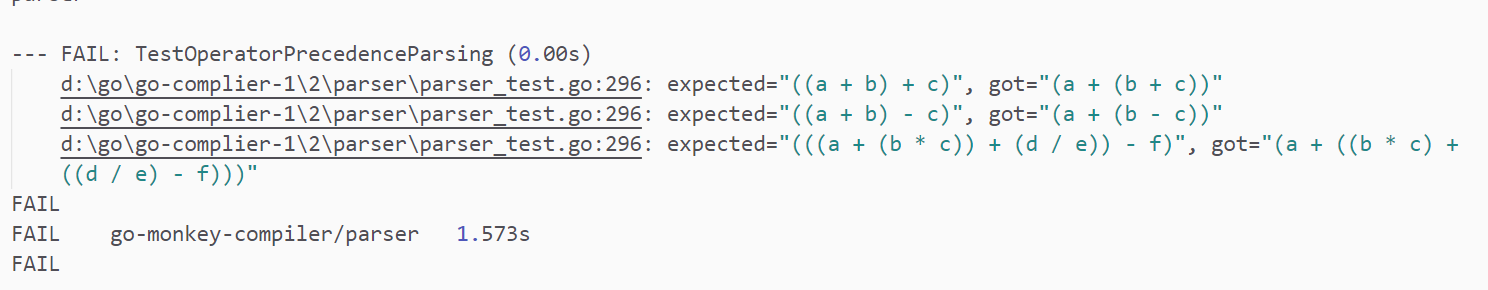 parser
--- FAIL: TestOperatorPrecedenceParsing (0.00s)
d:\go\go-complier-1\2\parser\parser_test.go:296: expected="((a + b) + c)", got="(a + (b + c))"
d:\go\go-complier-1\2\parser\parser_test.go:296: expected="((a + b) - c)", got="(a + (b - c))"
d:\go\go-complier-1\2\parser\parser_test.go:296: expected="(((a + (b * c)) + (d / e)) - f)", got="(a + ((b * c) +
((d / e) - f)))"
FAIL
FAIL    go-monkey-compiler/parser   1.573s
FAIL